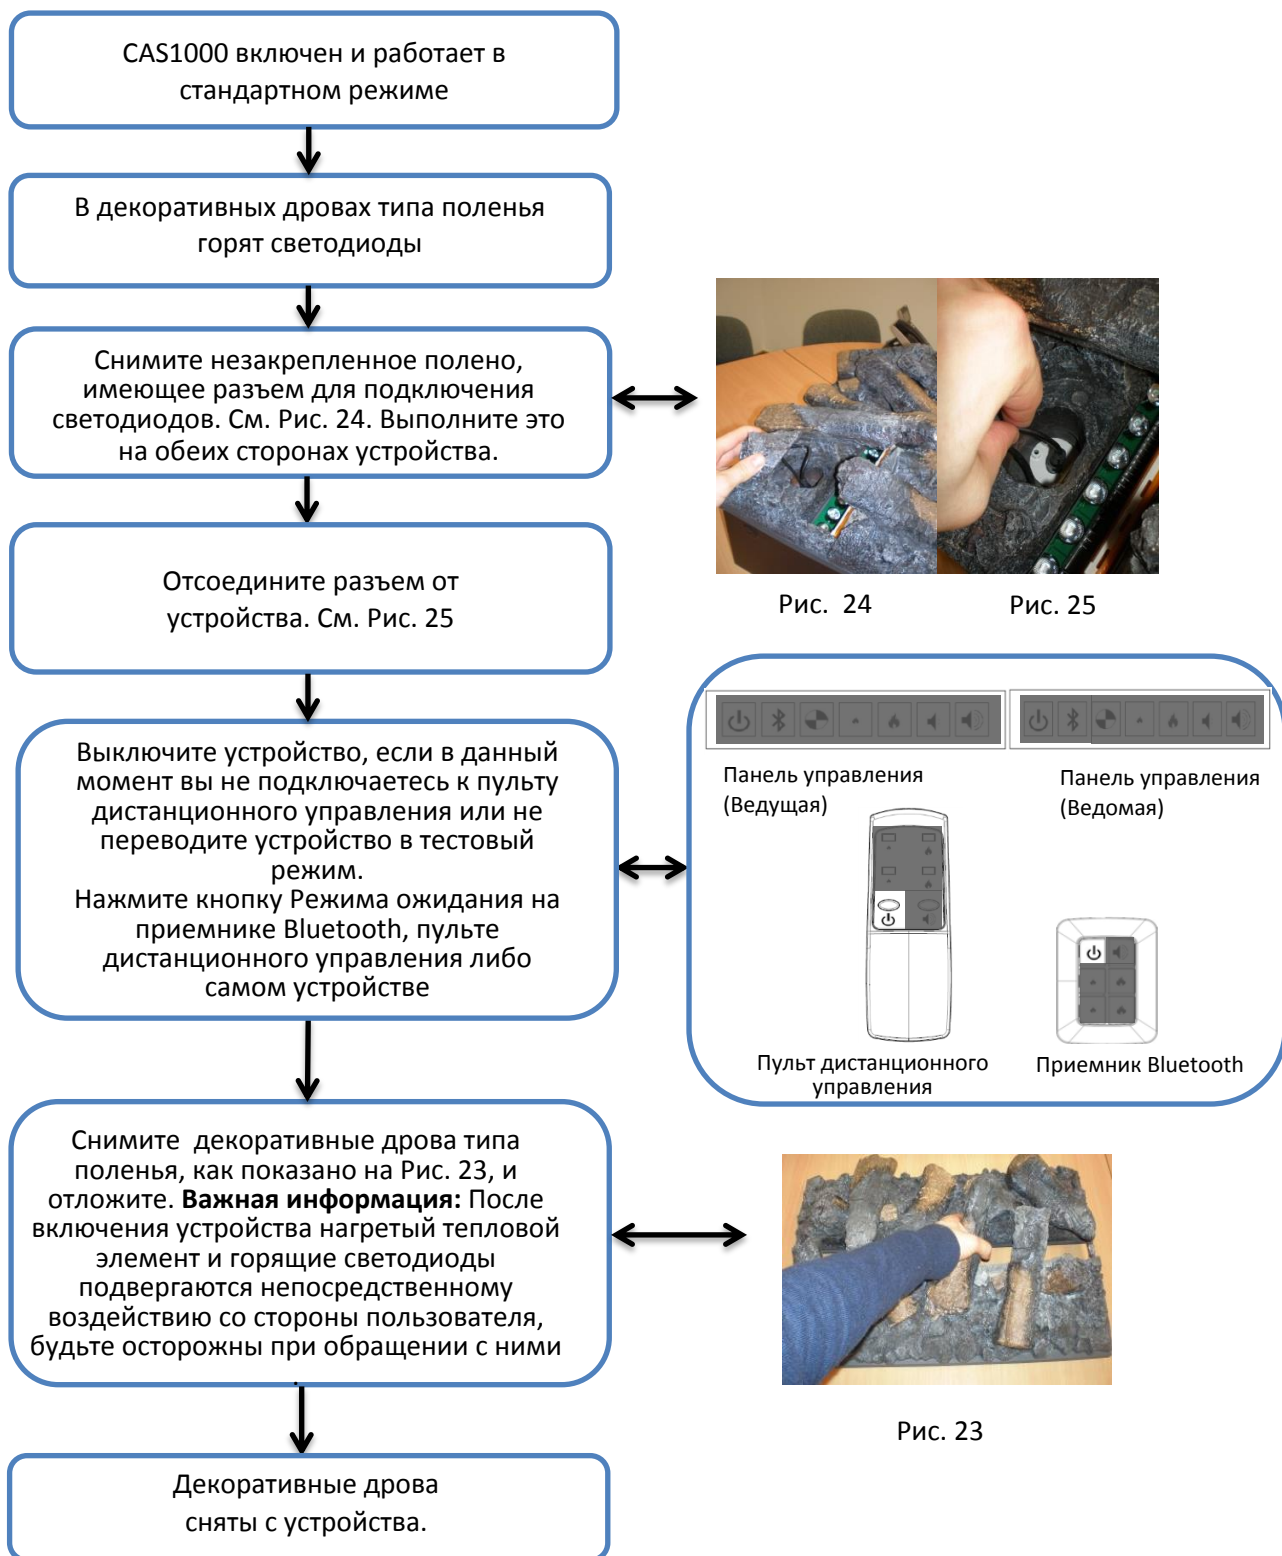 CAS1000 включен и работает в
стандартном режиме
В декоративных дровах типа поленья
горят светодиоды
Снимите незакрепленное полено,
имеющее разъем для подключения
светодиодов. См. Рис. 24. Выполните это
на обеих сторонах устройства.
Рис. 24
Рис. 25
Отсоедините разъем от
устройства. См. Рис. 25
Выключите устройство, если в данный
момент вы не подключаетесь к пульту
дистанционного управления или не
переводите устройство в тестовый
режим.
Нажмите кнопку Режима ожидания на
приемнике Bluetooth, пульте
дистанционного управления либо
самом устройстве
Панель управления
(Ведущая)
Панель управления
(Ведомая)
Пульт дистанционного
управления
Приемник Bluetooth
Снимите декоративные дрова типа
поленья, как показано на Рис. 23, и
отложите. Важная информация: После
включения устройства нагретый тепловой
элемент и горящие светодиоды
подвергаются непосредственному
воздействию со стороны пользователя,
будьте осторожны при обращении с ними
.
Рис. 23
Декоративные дрова
сняты с устройства.